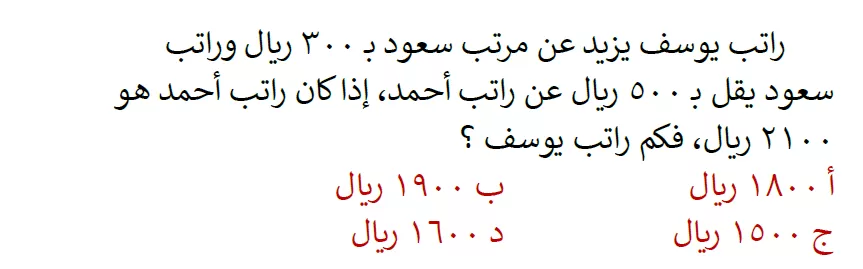 راتب يوسف يزيد عن مرتب سعود بـ ٣٠٠ ريال وراتب
سعود يقل بـ ٥٠٠ ريال عن راتب أحمد، إذا كان راتب أحمد هو
٢١٠٠ ريال، فكم راتب يوسف ؟
أ ١٨٠٠ ريال ب ١٩٠٠ ريال
ج ١٥٠٠ ريال د ١٦٠٠ ريال